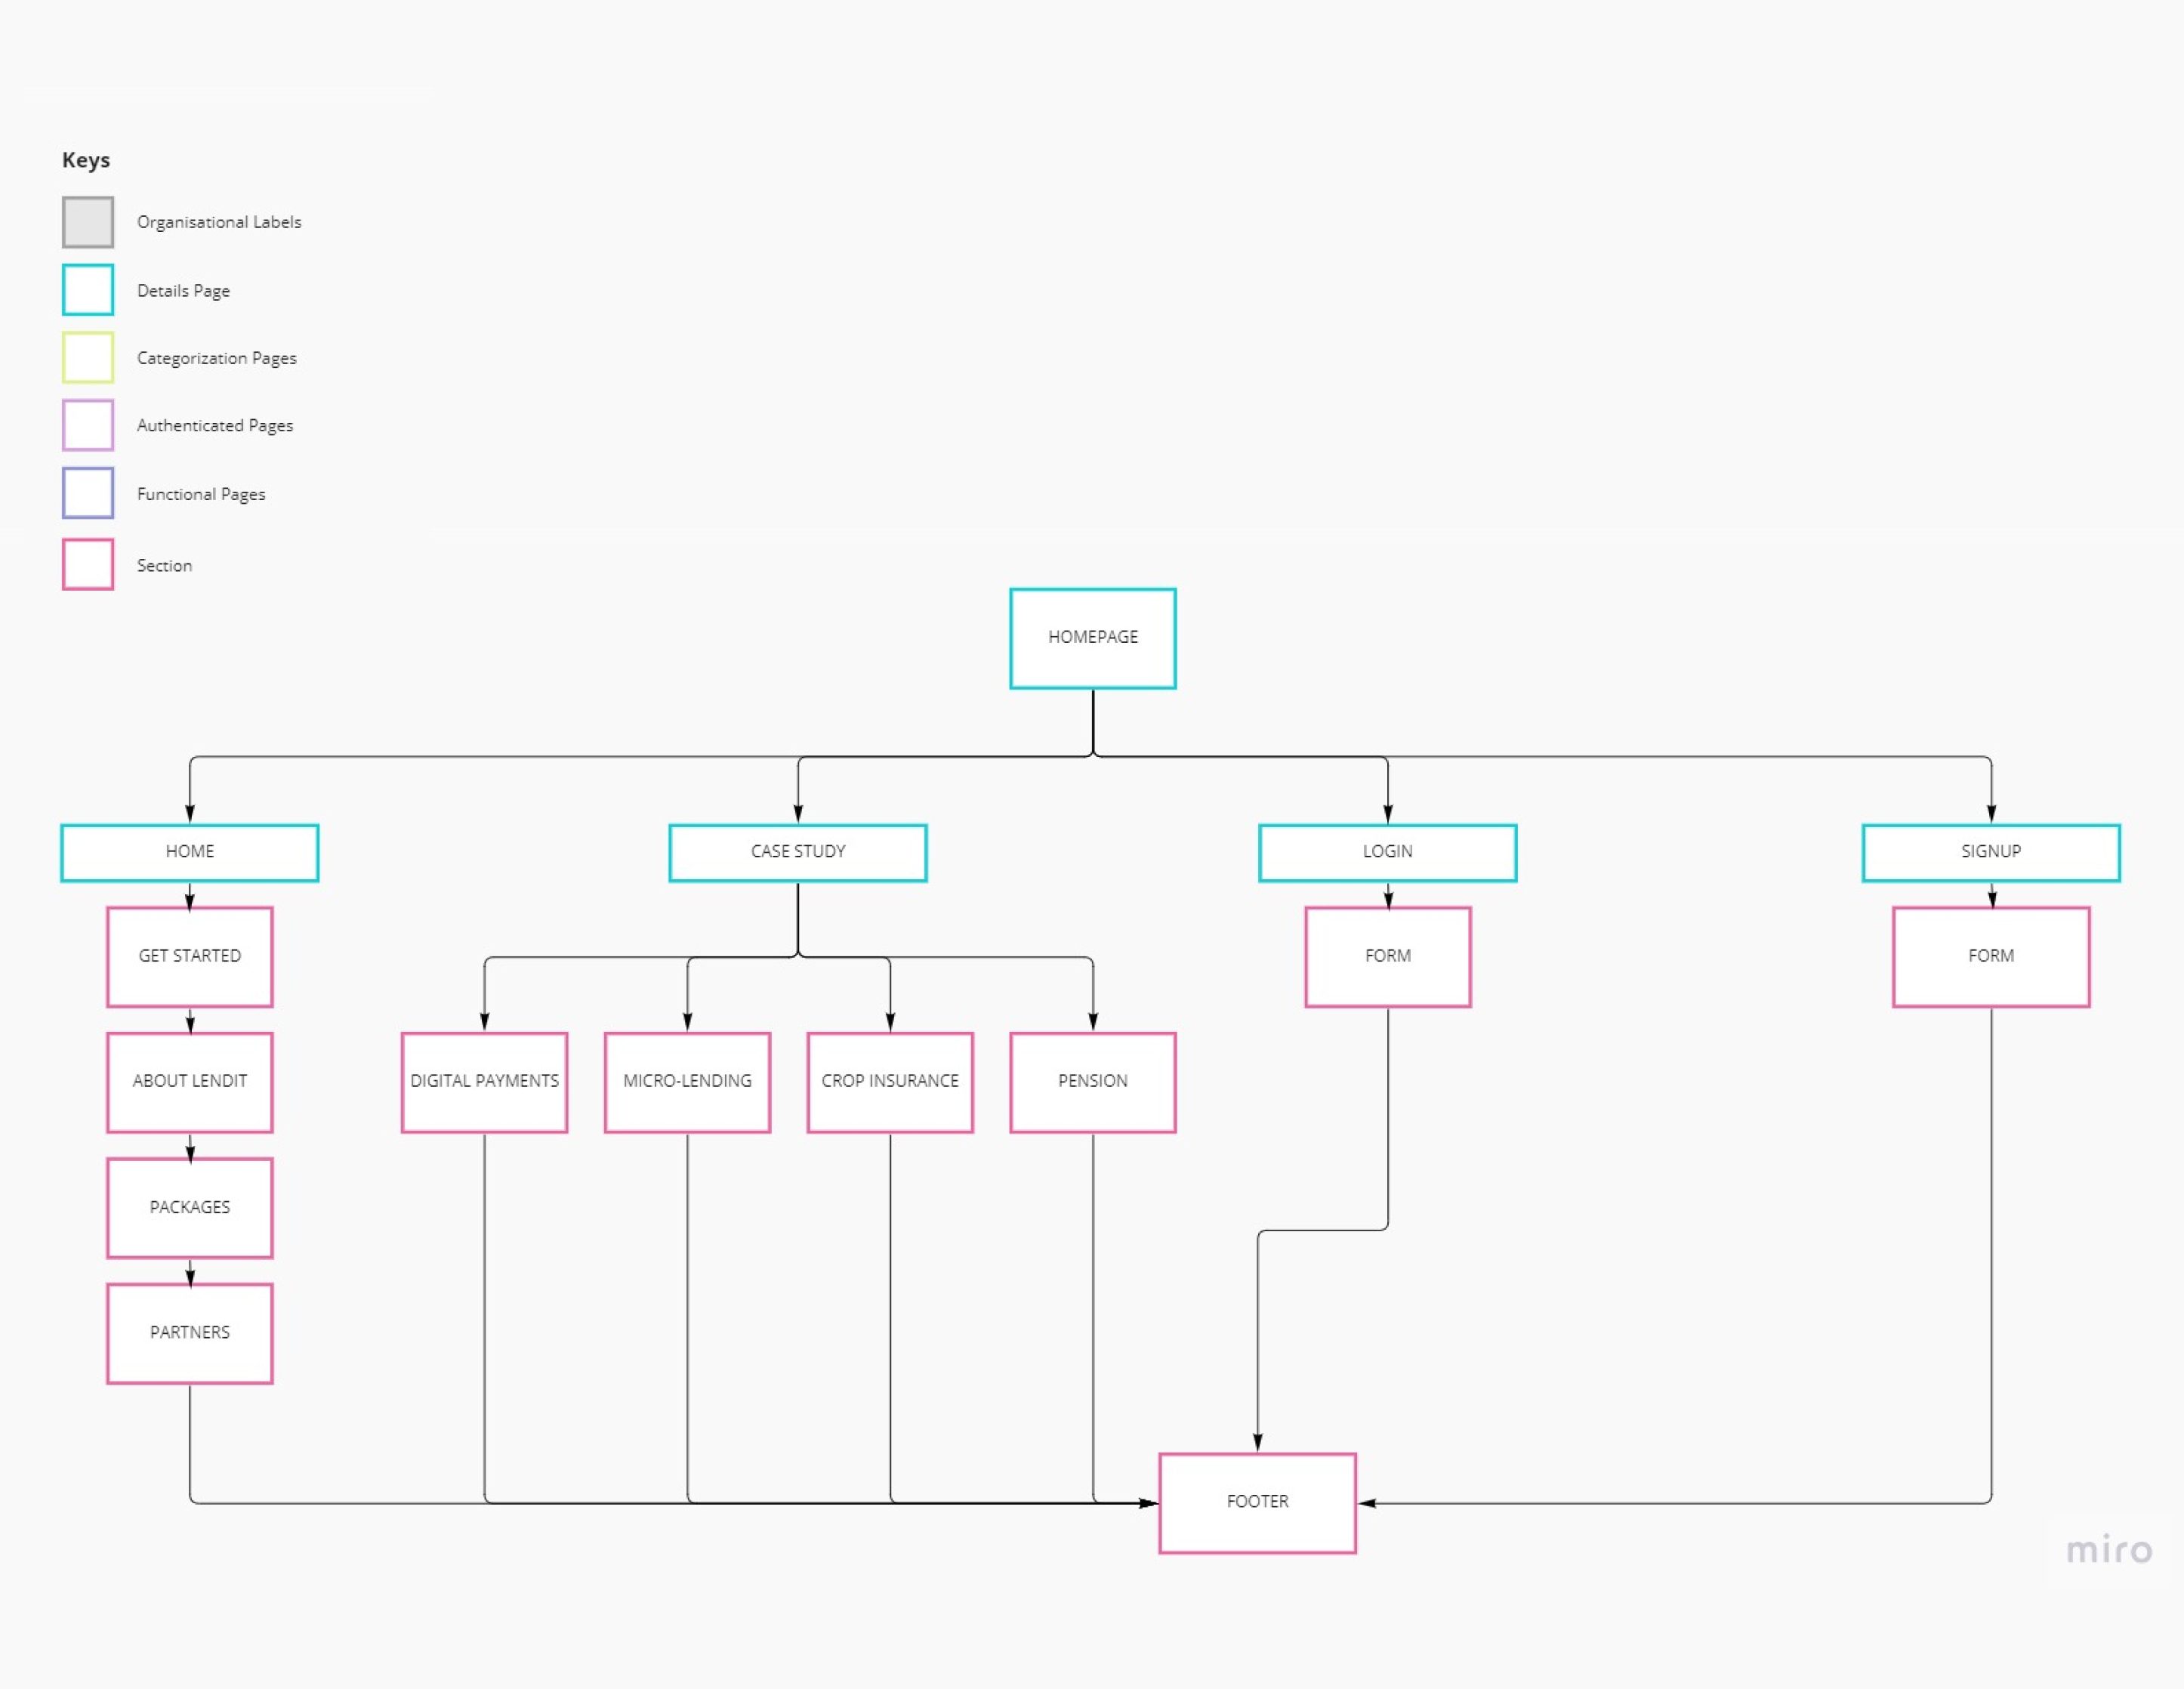 Keys
Organisational Labels
Details Page
Categorization Pages
Authenticated Pages
Functional Pages
Section
HOMEPAGE
HOME
CASE STUDY
LOGIN
SIGNUP
GET STARTED
FORM
FORM
ABOUT LENDIT
DIGITAL PAYMENTS
MICRO-LENDING
CROP INSURANCE
PENSION
PACKAGES
PARTNERS
FOOTER
miro